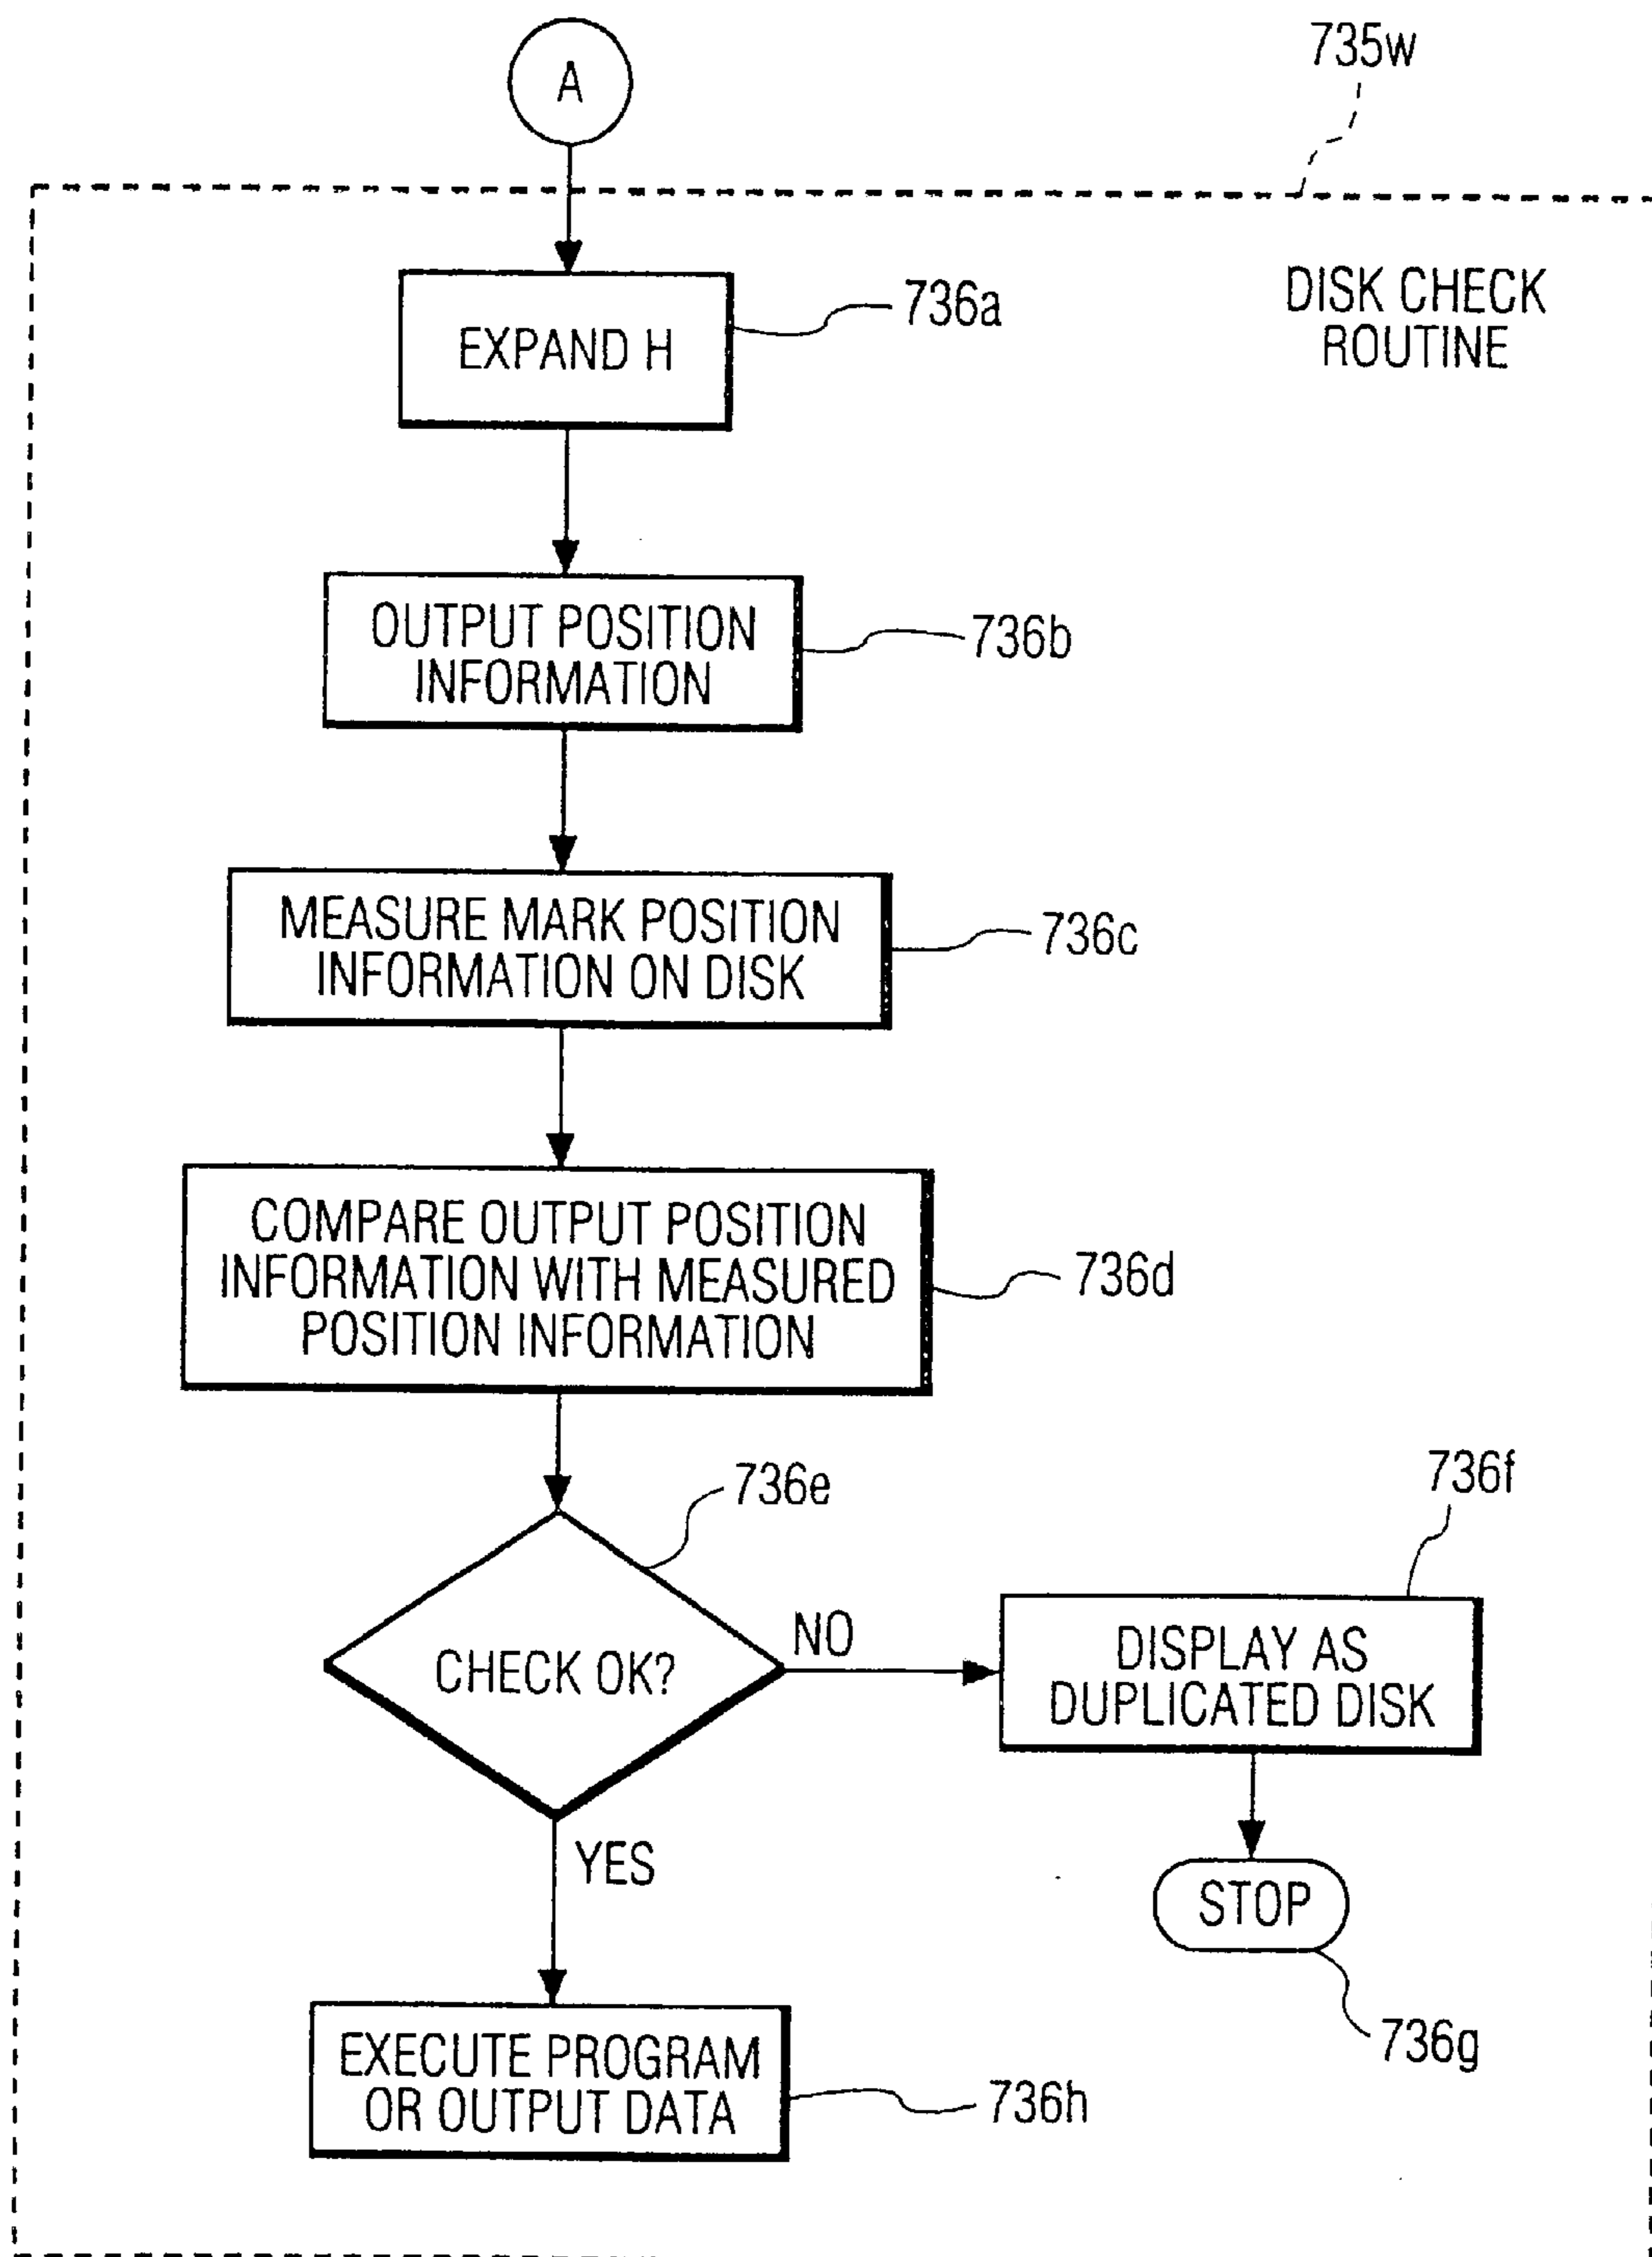 A
735w
DISK CHECK
ROUTINE
EXPAND H
736a
OUTPUT POSITION
INFORMATION
736b
MEASURE MARK POSITION
INFORMATION ON DISK
736c
COMPARE OUTPUT POSITION
INFORMATION WITH MEASURED
POSITION INFORMATION
736d
736e
CHECK OK?
NO
736f
DISPLAY AS
DUPLICATED DISK
YES
STOP
736g
EXECUTE PROGRAM
OR OUTPUT DATA
736h